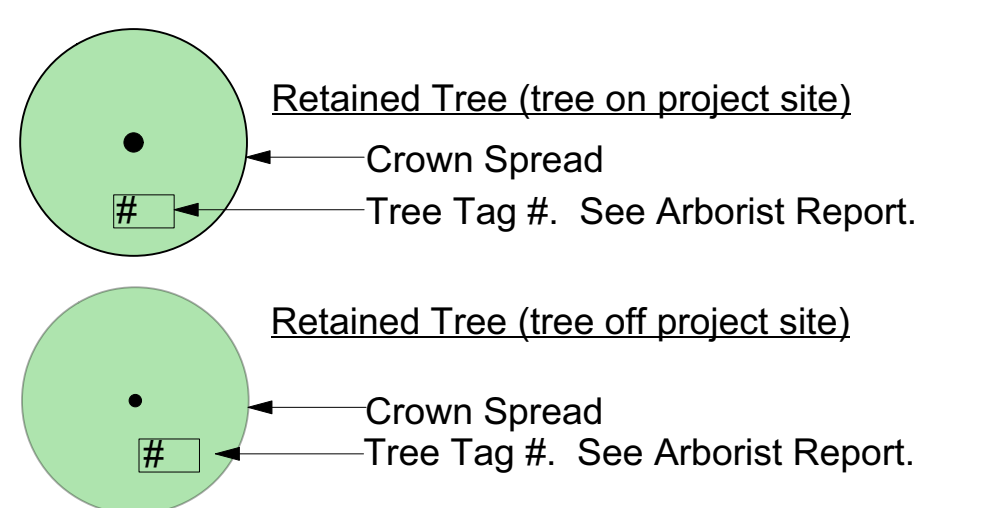 Retained Tree (tree on project site)
Crown Spread
# Tree Tag #.  See Arborist Report.
Retained Tree (tree off project site)
Crown Spread
# Tree Tag #.  See Arborist Report.